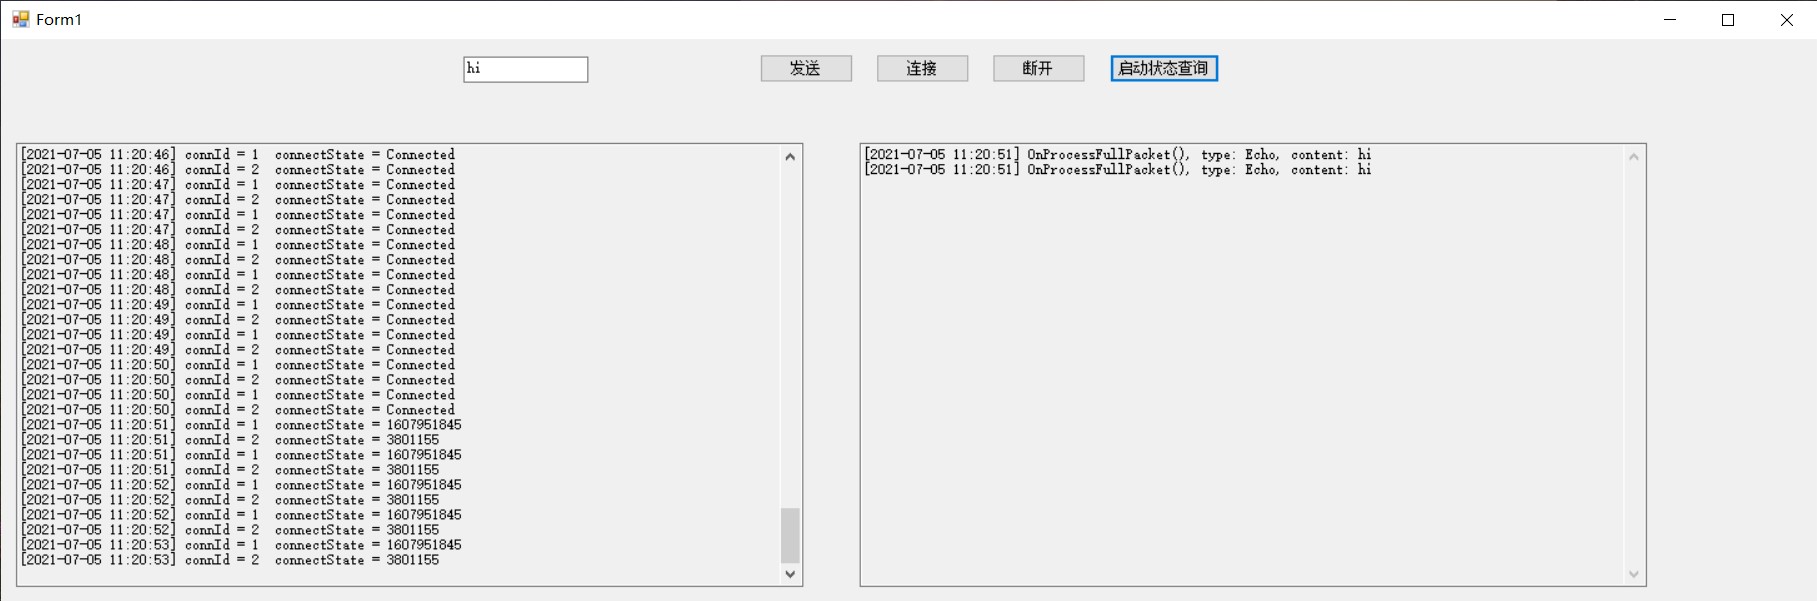 Form1
hi
发送
连接
断开
启动状态查询
[2021-07-05 11:20:46] connId = 1  connectState = Connected
[2021-07-05 11:20:46] connId = 2  connectState = Connected
[2021-07-05 11:20:47] connId = 1  connectState = Connected
[2021-07-05 11:20:47] connId = 2  connectState = Connected
[2021-07-05 11:20:47] connId = 1  connectState = Connected
[2021-07-05 11:20:47] connId = 2  connectState = Connected
[2021-07-05 11:20:48] connId = 1  connectState = Connected
[2021-07-05 11:20:48] connId = 2  connectState = Connected
[2021-07-05 11:20:48] connId = 1  connectState = Connected
[2021-07-05 11:20:48] connId = 2  connectState = Connected
[2021-07-05 11:20:49] connId = 1  connectState = Connected
[2021-07-05 11:20:49] connId = 2  connectState = Connected
[2021-07-05 11:20:49] connId = 1  connectState = Connected
[2021-07-05 11:20:49] connId = 2  connectState = Connected
[2021-07-05 11:20:50] connId = 1  connectState = Connected
[2021-07-05 11:20:50] connId = 2  connectState = Connected
[2021-07-05 11:20:50] connId = 1  connectState = Connected
[2021-07-05 11:20:50] connId = 2  connectState = Connected
[2021-07-05 11:20:51] connId = 1  connectState = 1607951845
[2021-07-05 11:20:51] connId = 2  connectState = 3801155
[2021-07-05 11:20:51] connId = 1  connectState = 1607951845
[2021-07-05 11:20:51] connId = 2  connectState = 3801155
[2021-07-05 11:20:52] connId = 1  connectState = 1607951845
[2021-07-05 11:20:52] connId = 2  connectState = 3801155
[2021-07-05 11:20:52] connId = 1  connectState = 1607951845
[2021-07-05 11:20:52] connId = 2  connectState = 3801155
[2021-07-05 11:20:53] connId = 1  connectState = 1607951845
[2021-07-05 11:20:53] connId = 2  connectState = 3801155
[2021-07-05 11:20:51] OnProcessFullPacket(), type: Echo, content: hi
[2021-07-05 11:20:51] OnProcessFullPacket(), type: Echo, content: hi